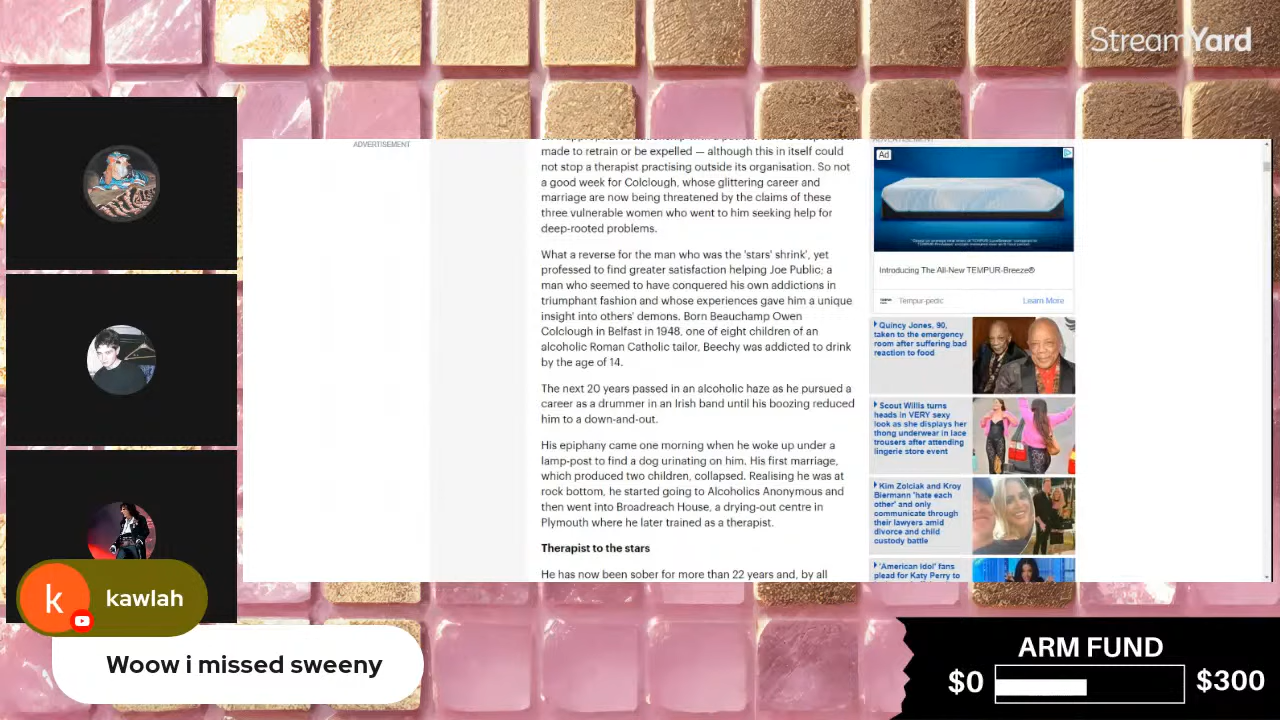 StreamYard
ADVERTISEMENT
made to retrain or be expelled — although this in itself could
not stop a therapist practising outside its organisation. So not
a good week for Colclough, whose glittering career and
marriage are now being threatened by the claims of these
three vulnerable women who went to him seeking help for
deep-rooted problems.
What a reverse for the man who was the 'stars' shrink', yet
professed to find greater satisfaction helping Joe Public; a
man who seemed to have conquered his own addictions in
triumphant fashion and whose experiences gave him a unique
insight into others' demons. Born Beauchamp Owen
Colclough in Belfast in 1948, one of eight children of an
alcoholic Roman Catholic tailor, Beechy was addicted to drink
by the age of 14.
The next 20 years passed in an alcoholic haze as he pursued a
career as a drummer in an Irish band until his boozing reduced
him to a down-and-out.
His epiphany came one morning when he woke up under a
lamp-post to find a dog urinating on him. His first marriage,
which produced two children, collapsed. Realising he was at
rock bottom, he started going to Alcoholics Anonymous and
then went into Broadreach House, a drying-out centre in
Plymouth where he later trained as a therapist.
Therapist to the stars
He has now been sober for more than 22 years and, by all
Ad
Introducing The All-New TEMPUR-Breeze®
Tempur-pedic
Learn More
Quincy Jones, 90,
taken to the emergency
room after suffering bad
reaction to food
Scout Willis turns
heads in VERY sexy
look as she displays her
thong underwear in lace
trousers after attending
lingerie store event
Kim Zolciak and Kroy
Biermann 'hate each
other' and only
communicate through
their lawyers amid
divorce and child
custody battle
'American Idol' fans
plead for Katy Perry to
k
kawlah
Woow i missed sweeny
ARM FUND
$0
$300